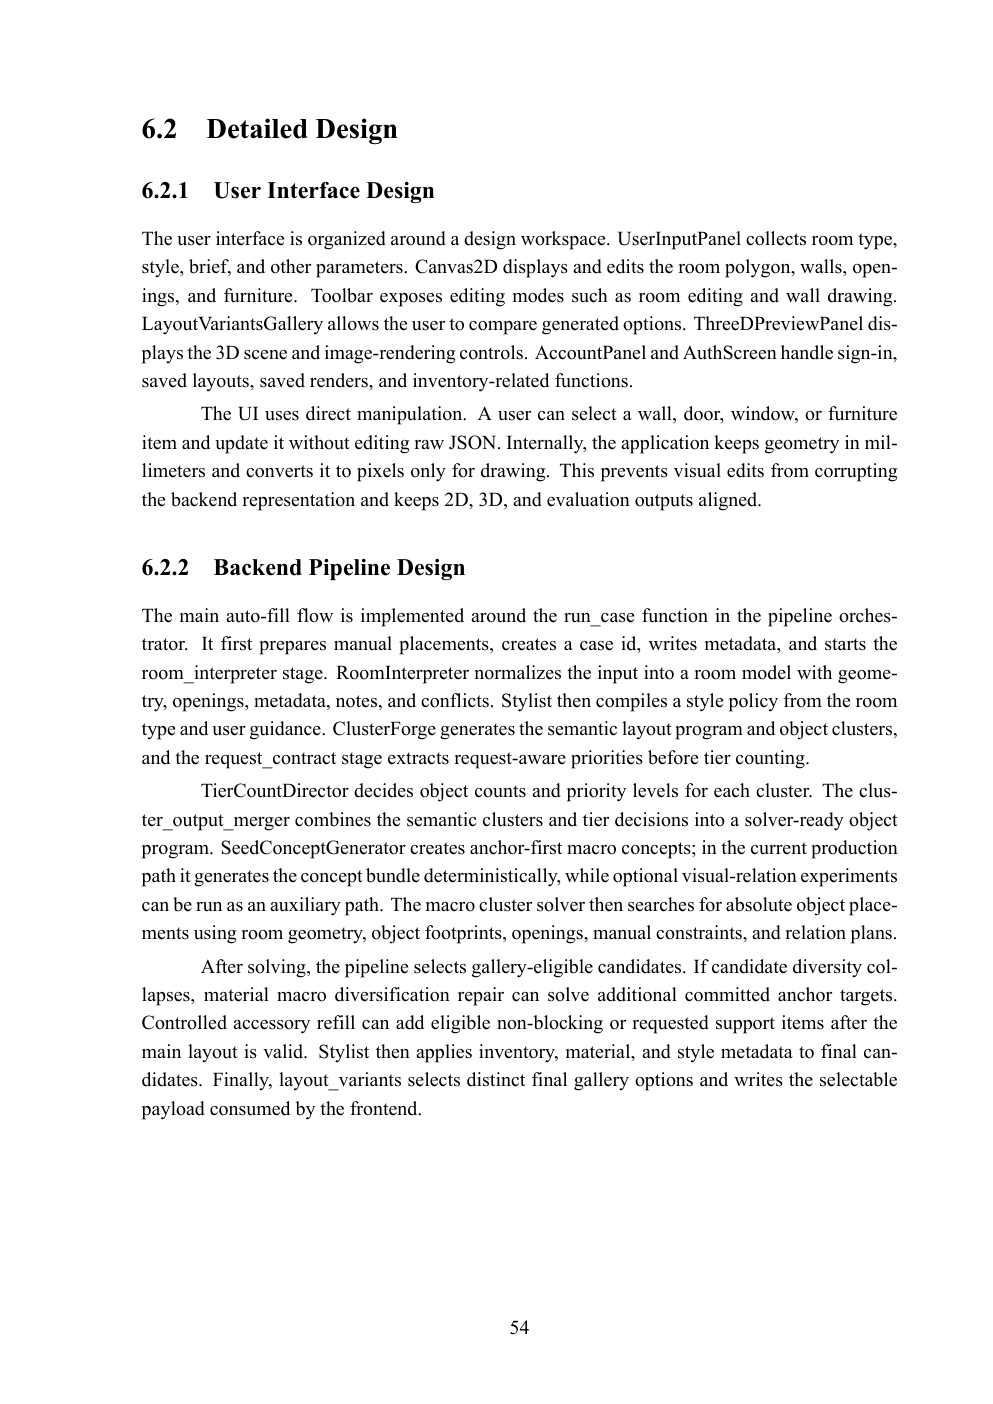 6.2 Detailed Design
6.2.1 User Interface Design
The user interface is organized around a design workspace. UserInputPanel collects room type,
style, brief, and other parameters. Canvas2D displays and edits the room polygon, walls, open-
ings, and furniture. Toolbar exposes editing modes such as room editing and wall drawing.
LayoutVariantsGallery allows the user to compare generated options. ThreeDPreviewPanel dis-
plays the 3D scene and image-rendering controls. AccountPanel and AuthScreen handle sign-in,
saved layouts, saved renders, and inventory-related functions.
The UI uses direct manipulation. A user can select a wall, door, window, or furniture
item and update it without editing raw JSON. Internally, the application keeps geometry in mil-
limeters and converts it to pixels only for drawing. This prevents visual edits from corrupting
the backend representation and keeps 2D, 3D, and evaluation outputs aligned.
6.2.2 Backend Pipeline Design
The main auto-fill flow is implemented around the run_case function in the pipeline orches-
trator. It first prepares manual placements, creates a case id, writes metadata, and starts the
room_interpreter stage. RoomInterpreter normalizes the input into a room model with geome-
try, openings, metadata, notes, and conflicts. Stylist then compiles a style policy from the room
type and user guidance. ClusterForge generates the semantic layout program and object clusters,
and the request_contract stage extracts request-aware priorities before tier counting.
TierCountDirector decides object counts and priority levels for each cluster. The clus-
ter_output_merger combines the semantic clusters and tier decisions into a solver-ready object
program. SeedConceptGenerator creates anchor-first macro concepts; in the current production
path it generates the concept bundle deterministically, while optional visual-relation experiments
can be run as an auxiliary path. The macro cluster solver then searches for absolute object place-
ments using room geometry, object footprints, openings, manual constraints, and relation plans.
After solving, the pipeline selects gallery-eligible candidates. If candidate diversity col-
lapses, material macro diversification repair can solve additional committed anchor targets.
Controlled accessory refill can add eligible non-blocking or requested support items after the
main layout is valid. Stylist then applies inventory, material, and style metadata to final can-
didates. Finally, layout_variants selects distinct final gallery options and writes the selectable
payload consumed by the frontend.
54